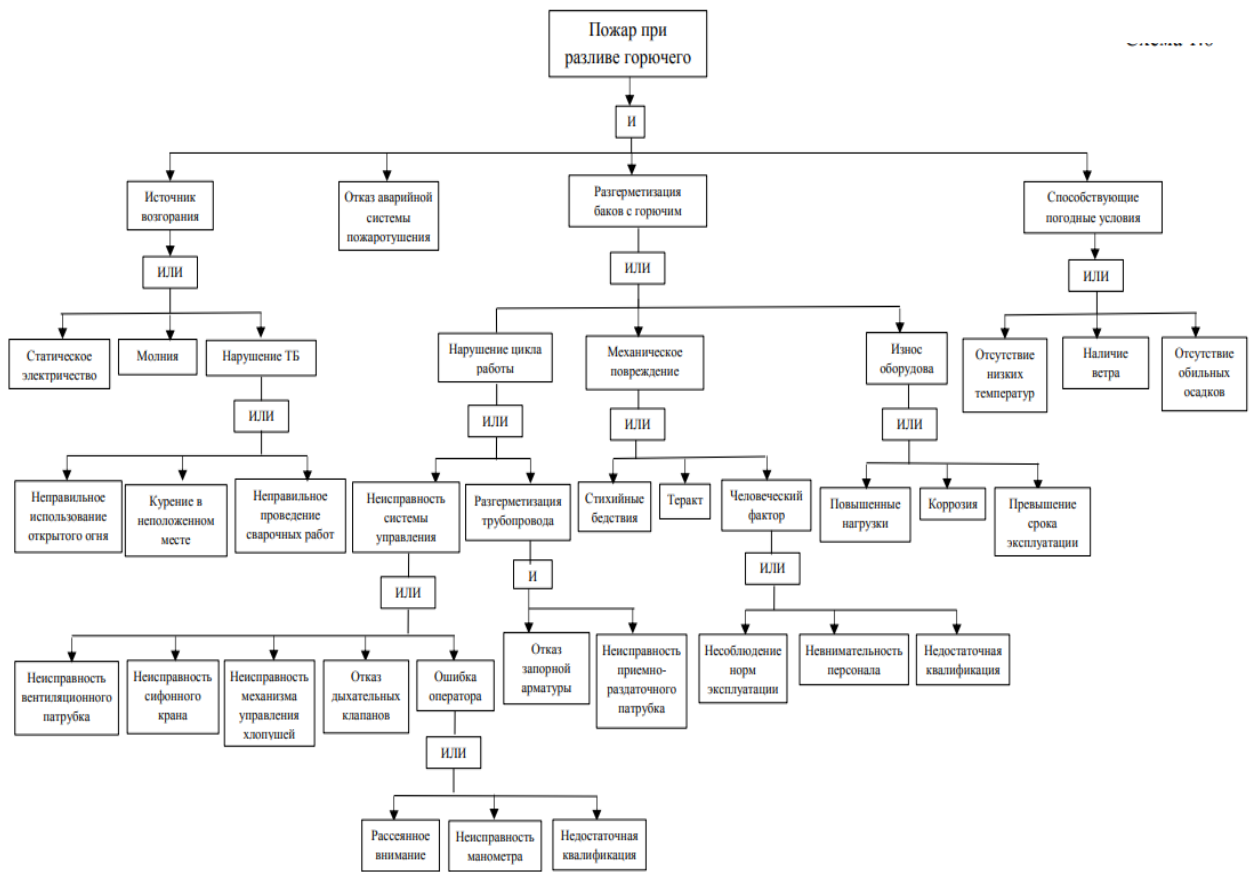 Пожар при
разливе горючего
И
Источник
возгорания
Отказ аварийной
системы
пожаротушения
Разгерметизация
баков с горючим
Способствующие
погодные условия
ИЛИ
ИЛИ
ИЛИ
Статическое
электричество
Молния
Нарушение ТБ
Нарушение цикла
работы
Механическое
повреждение
Износ
оборудова
Отсутствие
низких
температур
Наличие
ветра
Отсутствие
обильных
осадков
ИЛИ
ИЛИ
ИЛИ
ИЛИ
Неправильное
использование
открытого огня
Курение в
неположенном
месте
Неправильное
проведение
сварочных работ
Неисправность
системы
управления
Разгерметизация
трубопровода
Стихийные
бедствия
Теракт
Человеческий
фактор
Повышенные
нагрузки
Коррозия
Превышение
срока
эксплуатации
ИЛИ
И
ИЛИ
Неисправность
вентиляционного
патрубка
Неисправность
сифонного
крана
Неисправность
механизма
управления
хлопушей
Отказ
дыхательных
клапанов
Ошибка
оператора
Отказ
запорной
арматуры
Неисправность
приемно-
раздаточного
патрубка
Несоблюдение
норм
эксплуатации
Невнимательность
персонала
Недостаточная
квалификация
ИЛИ
Рассеянное
внимание
Неисправность
манометра
Недостаточная
квалификация